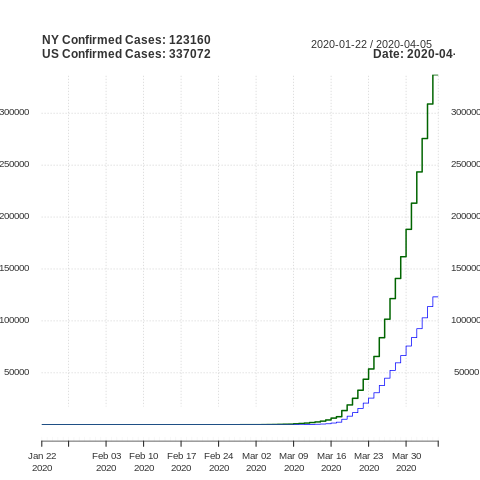 NY Confirmed Cases: 123160
2020-01-22 / 2020-04-05
US Confirmed Cases: 337072
Date: 2020-04-
300000 300000
250000 250000
200000 200000
150000 150000
100000 100000
50000 50000
Jan 22 Feb 03 Feb 10 Feb 17 Feb 24 Mar 02 Mar 09 Mar 16 Mar 23 Mar 30
2020 2020 2020 2020 2020 2020 2020 2020 2020 2020